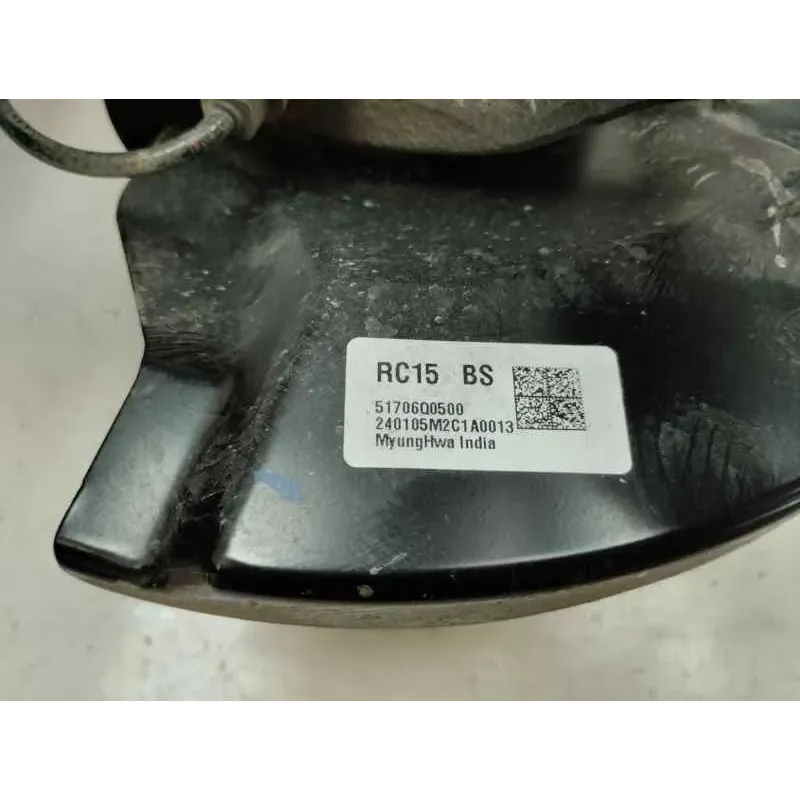 RC15 BS
51706Q0500
240105M2C1A0013
MyungHwa India